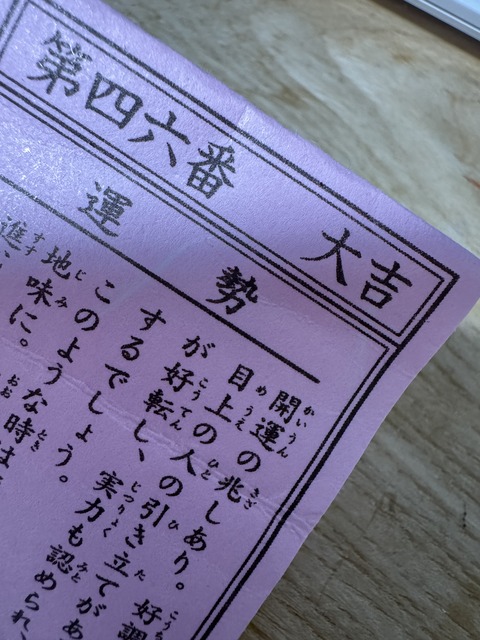 第四六番 大吉
運勢
開運の兆しあり。好調
目上の人の引き立てがあ
が好転し、実力も認められ、
するでしょう。
このような時は
地味に。
進